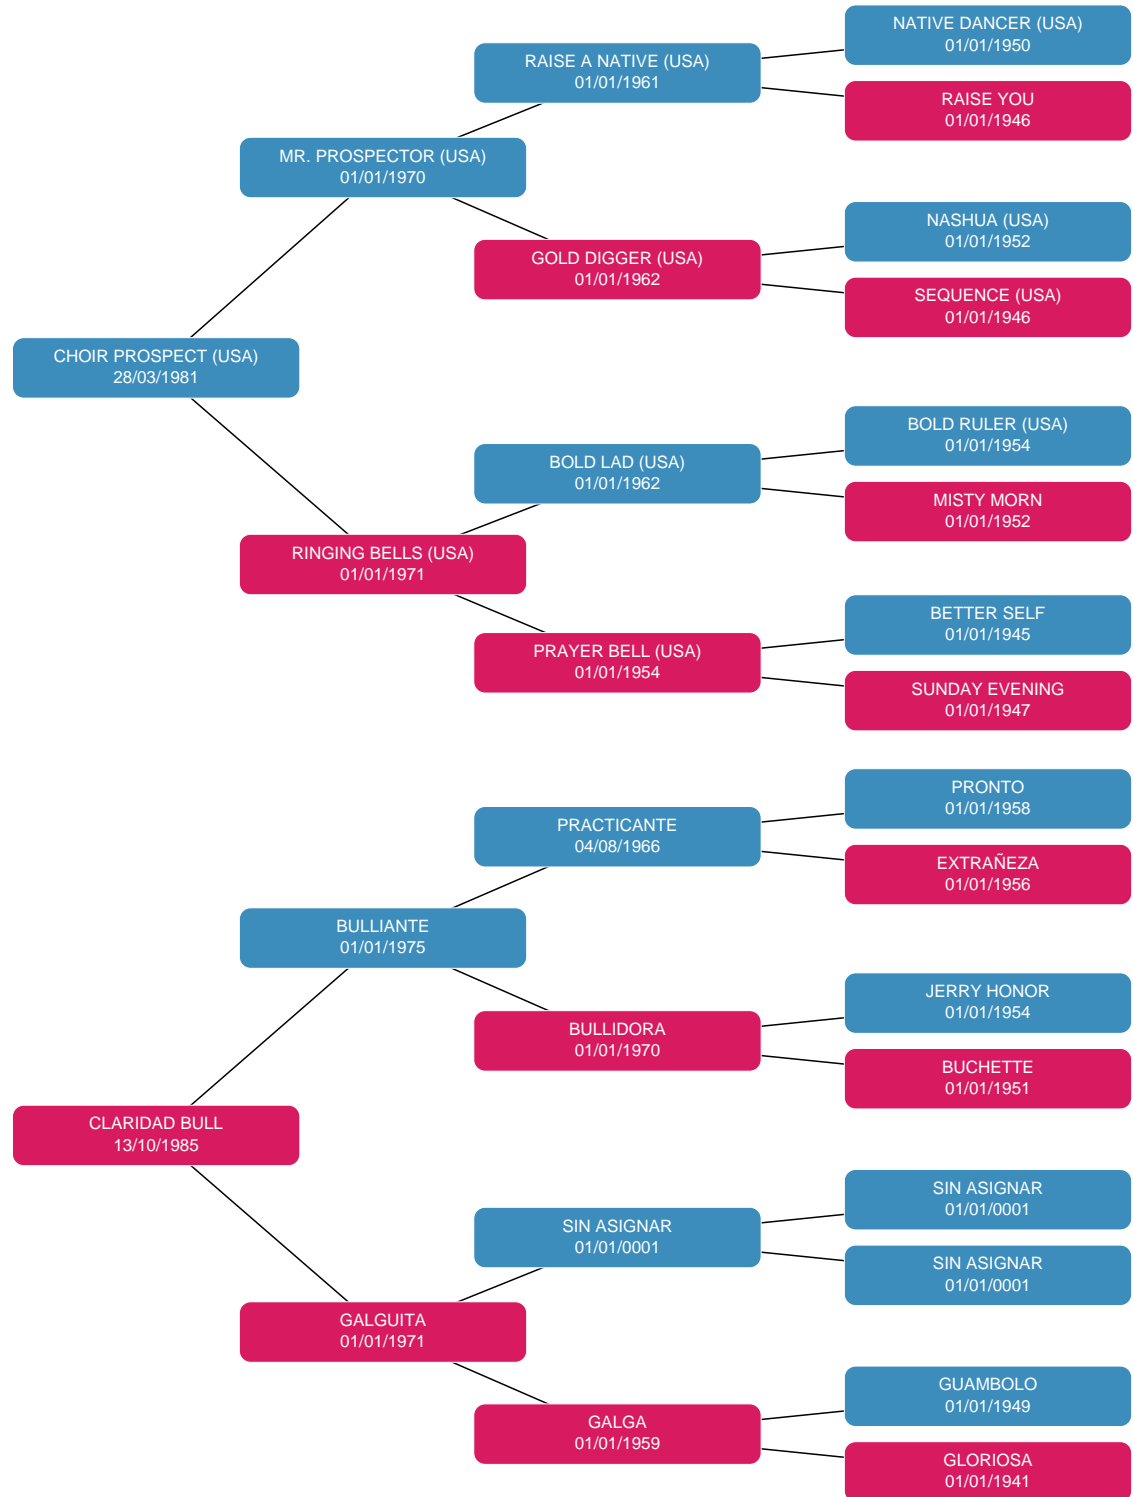 NATIVE DANCER (USA)
01/01/1950
RAISE A NATIVE (USA)
01/01/1961
RAISE YOU
01/01/1946
MR. PROSPECTOR (USA)
01/01/1970
NASHUA (USA)
01/01/1952
GOLD DIGGER (USA)
01/01/1962
SEQUENCE (USA)
01/01/1946
CHOIR PROSPECT (USA)
28/03/1981
BOLD RULER (USA)
01/01/1954
BOLD LAD (USA)
01/01/1962
MISTY MORN
01/01/1952
RINGING BELLS (USA)
01/01/1971
BETTER SELF
01/01/1945
PRAYER BELL (USA)
01/01/1954
SUNDAY EVENING
01/01/1947
PRONTO
01/01/1958
PRACTICANTE
04/08/1966
EXTRAÑEZA
01/01/1956
BULLIANTE
01/01/1975
JERRY HONOR
01/01/1954
BULLIDORA
01/01/1970
BUCHETTE
01/01/1951
CLARIDAD BULL
13/10/1985
SIN ASIGNAR
01/01/0001
SIN ASIGNAR
01/01/0001
SIN ASIGNAR
01/01/0001
GALGUITA
01/01/1971
GUAMBOLO
01/01/1949
GALGA
01/01/1959
GLORIOSA
01/01/1941